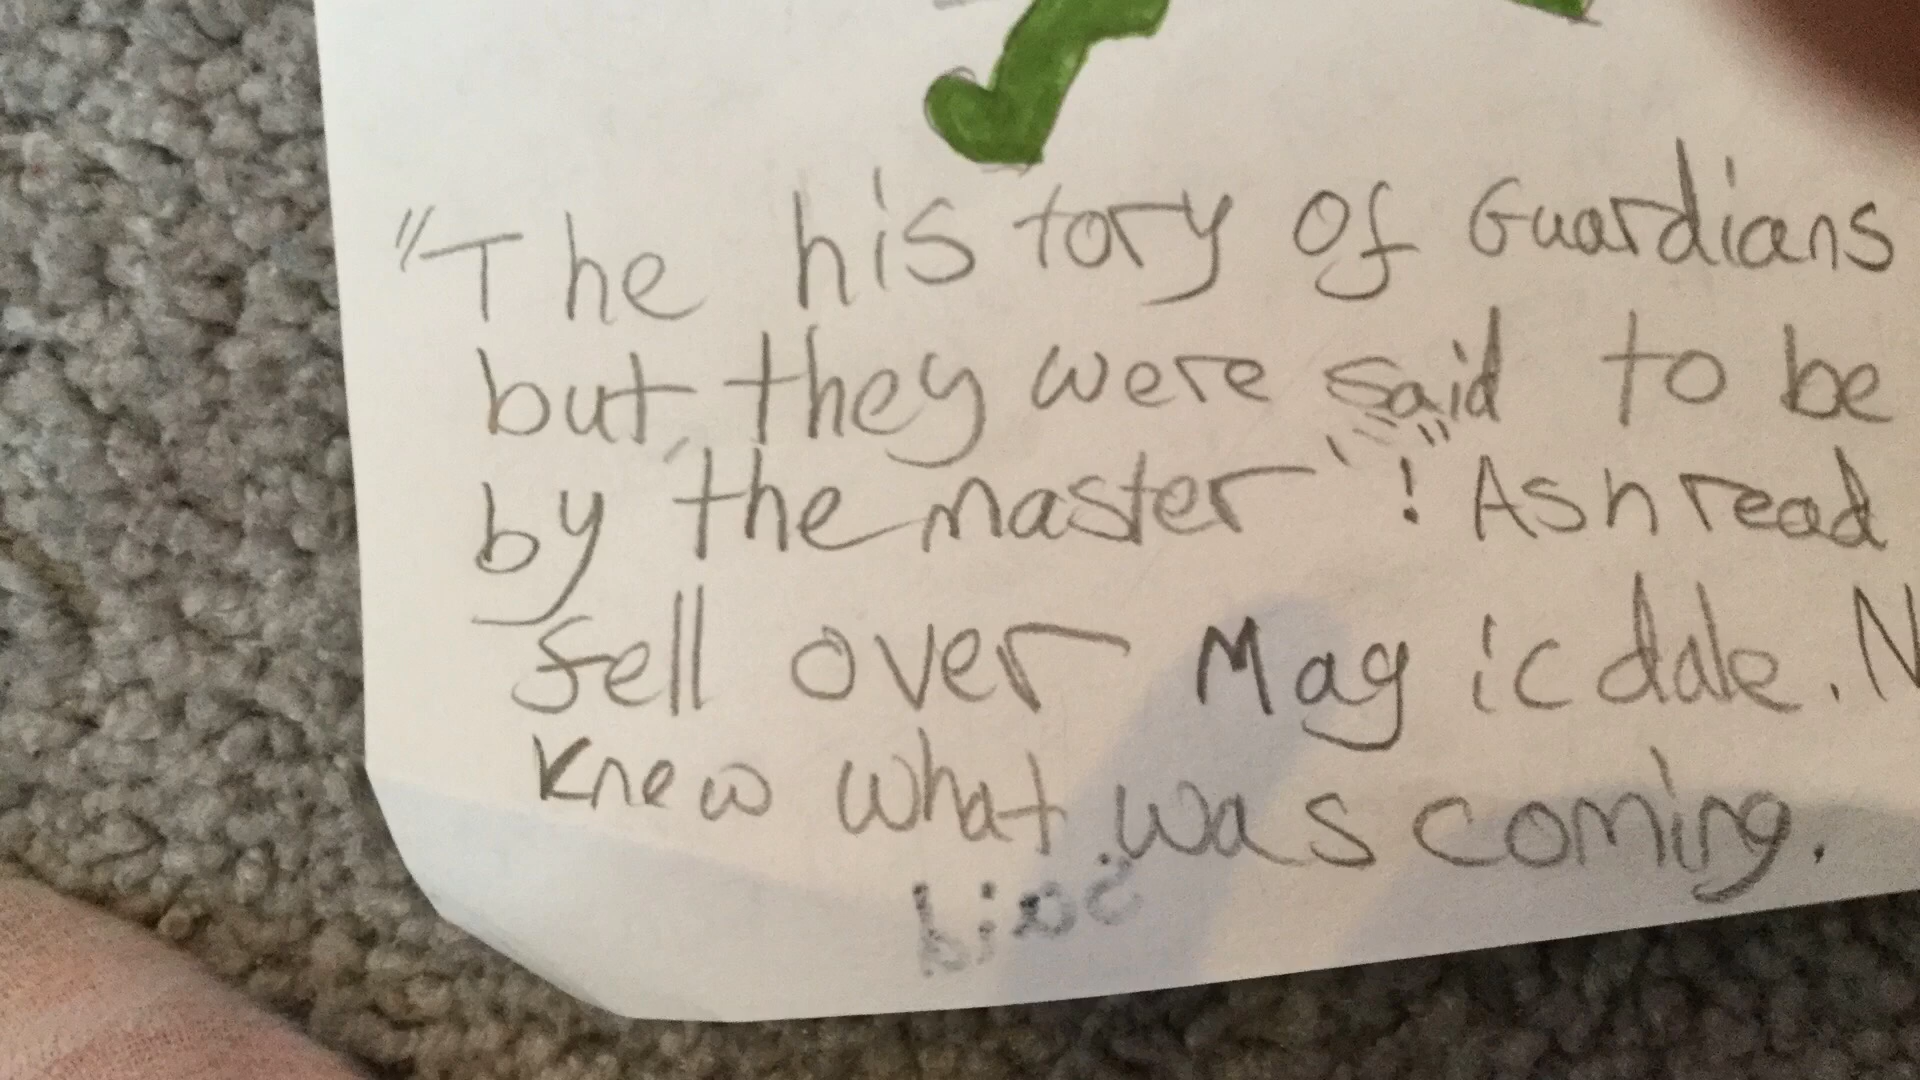 "The history of Guardians
but they were said to be
by "the master"! Ash read
fell over Magicdale. N
knew what was coming.